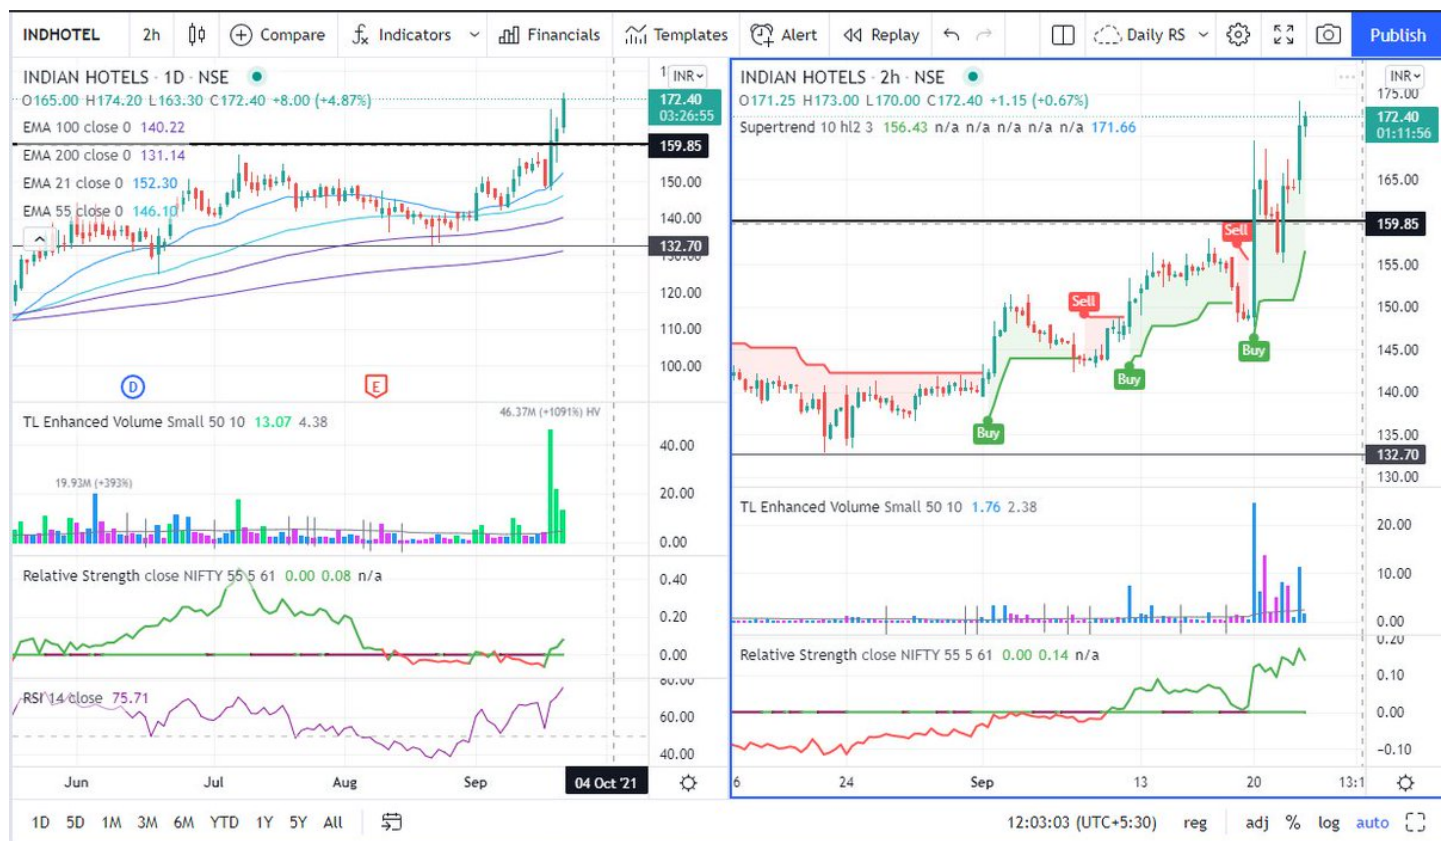 INDHOTEL 2h Compare Indicators Financials Templates Alert Replay Daily RS Publish
INDIAN HOTELS · 1D · NSE
INR
O165.00 H174.20 L163.30 C172.40 +8.00 (+4.87%)
172.40
03:26:55
EMA 100 close 0 140.22
159.85
EMA 200 close 0 131.14
EMA 21 close 0 152.30
150.00
EMA 55 close 0 146.10
140.00
132.70
130.00
120.00
110.00
100.00
D
E
TL Enhanced Volume Small 50 10 13.07 4.38
46.37M (+1091%) HV
40.00
19.93M (+393%)
20.00
0.00
Relative Strength close NIFTY 55 5 61 0.00 0.08 n/a
0.40
0.20
0.00
RSI 14 close 75.71
80.00
60.00
40.00
Jun Jul Aug Sep 04 Oct '21
INDIAN HOTELS · 2h · NSE
INR
O171.25 H173.00 L170.00 C172.40 +1.15 (+0.67%)
175.00
172.40
01:11:56
Supertrend 10 hl2 3 156.43 n/a n/a n/a n/a n/a 171.66
165.00
159.85
Sell
155.00
Sell
150.00
Buy
145.00
Buy
140.00
Buy
135.00
132.70
130.00
TL Enhanced Volume Small 50 10 1.76 2.38
20.00
10.00
0.00
0.20
Relative Strength close NIFTY 55 5 61 0.00 0.14 n/a
0.10
0.00
−0.10
6 24 Sep 13 20 13:1
1D 5D 1M 3M 6M YTD 1Y 5Y All
12:03:03 (UTC+5:30) reg adj % log auto